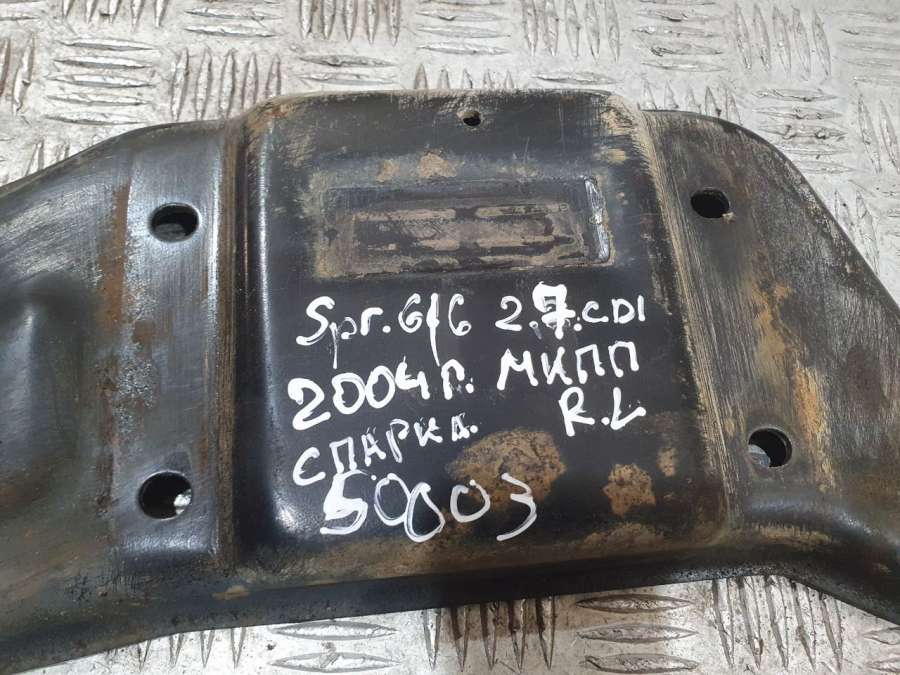 Spr. 616 2.7.CDI
2004г. МКПП
СПАРКА. R.L
50003